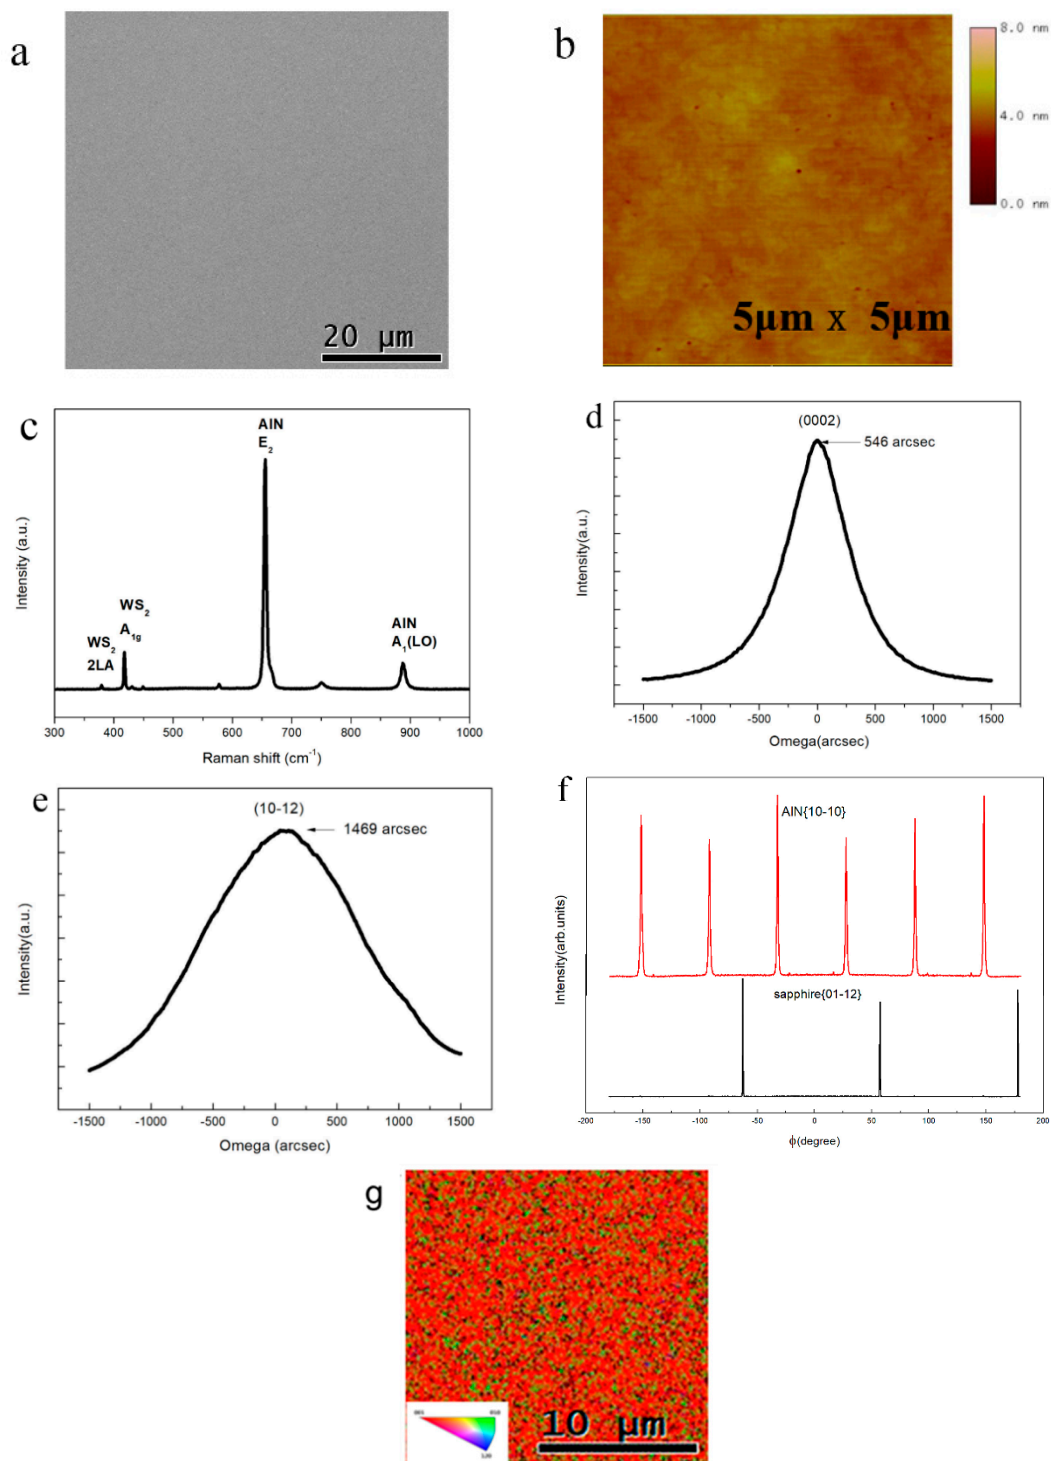 a
20 µm
b
8.0 nm
4.0 nm
0.0 nm
5µm x 5µm
c
AlN
E2
WS2
A1g
WS2
2LA
AlN
A1(LO)
Intensity (a.u.)
300 400 500 600 700 800 900 1000
Raman shift (cm-1)
d
(0002)
546 arcsec
Intensity(a.u.)
-1500 -1000 -500 0 500 1000 1500
Omega(arcsec)
e
(10-12)
1469 arcsec
Intensity(a.u.)
-1500 -1000 -500 0 500 1000 1500
Omega (arcsec)
f
AlN{10-10}
sapphire{01-12}
Intensity(arb.units)
-200 -150 -100 -50 0 50 100 150 200
ϕ(degree)
g
10 µm